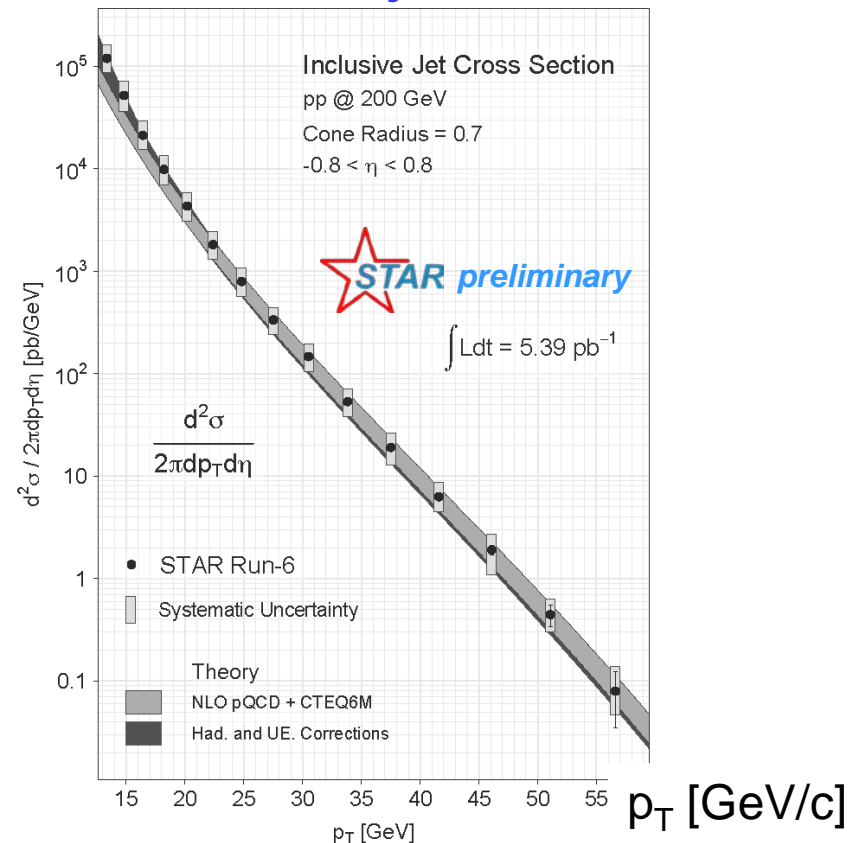 Inclusive Jet Cross Section
pp @ 200 GeV
Cone Radius = 0.7
-0.8 < η < 0.8
STAR preliminary
∫Ldt = 5.39 pb⁻¹
d²σ
2πdp_Tdη
STAR Run-6
Systematic Uncertainty
Theory
NLO pQCD + CTEQ6M
Had. and UE. Corrections
d²σ / 2πdp_Tdη [pb/GeV]
10⁵
10⁴
10³
10²
10
1
0.1
15 20 25 30 35 40 45 50 55
p_T [GeV]
p_T [GeV/c]